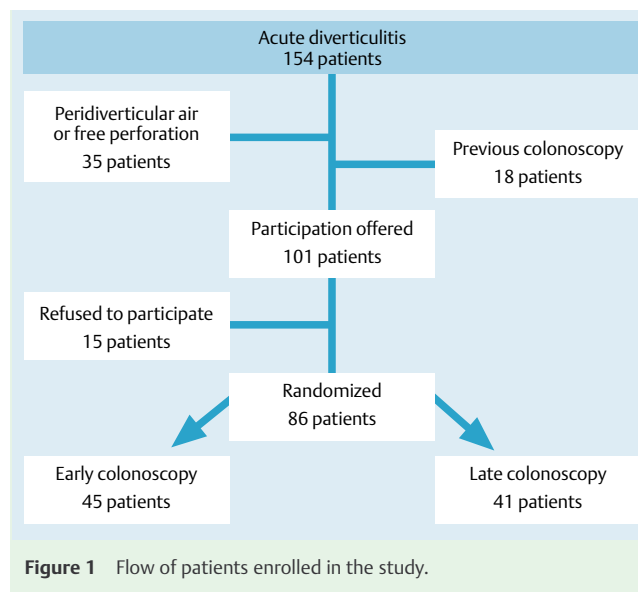 Acute diverticulitis
154 patients
Peridiverticular air
or free perforation
35 patients
Previous colonoscopy
18 patients
Participation offered
101 patients
Refused to participate
15 patients
Randomized
86 patients
Early colonoscopy
45 patients
Late colonoscopy
41 patients
Figure 1 Flow of patients enrolled in the study.